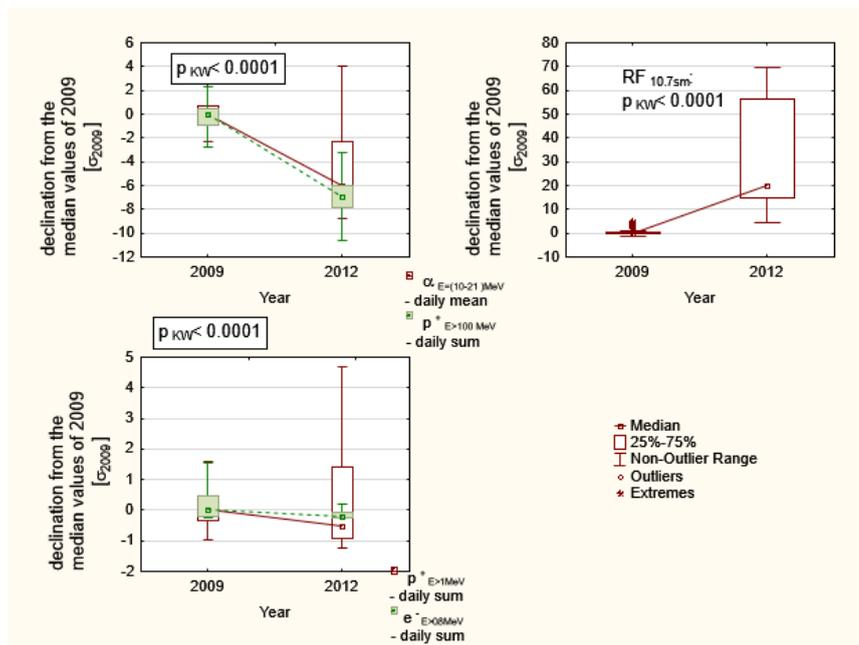 declination from the
median values of 2009
[σ2009]
6
4
2
0
-2
-4
-6
-8
-10
-12
p KW< 0.0001
2009 2012
Year
α E=(10-21 )MeV
- daily mean
p + E>100 MeV
- daily sum
declination from the
median values of 2009
[σ2009]
80
70
60
50
40
30
20
10
0
-10
RF 10.7sm:
p KW< 0.0001
2009 2012
Year
p KW< 0.0001
declination from the
median values of 2009
[σ2009]
5
4
3
2
1
0
-1
-2
2009 2012
Year
p + E>1MeV
- daily sum
e - E>08MeV
- daily sum
Median
25%-75%
Non-Outlier Range
Outliers
Extremes